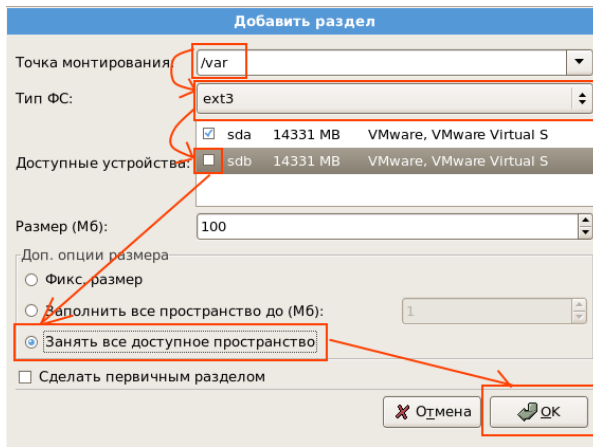 Добавить раздел
Точка монтирования: /var
Тип ФС: ext3
sda 14331 MB VMware, VMware Virtual S
Доступные устройства: sdb 14331 MB VMware, VMware Virtual S
Размер (Мб): 100
Доп. опции размера
Фикс. размер
Заполнить все пространство до (Мб): 1
Занять все доступное пространство
Сделать первичным разделом
Отмена OK